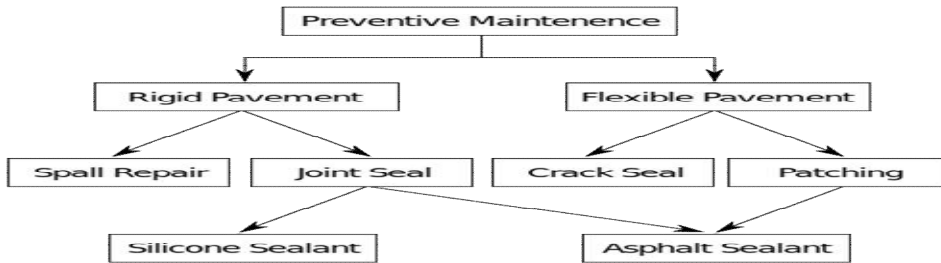 Preventive Maintenence
Rigid Pavement
Flexible Pavement
Spall Repair
Joint Seal
Crack Seal
Patching
Silicone Sealant
Asphalt Sealant